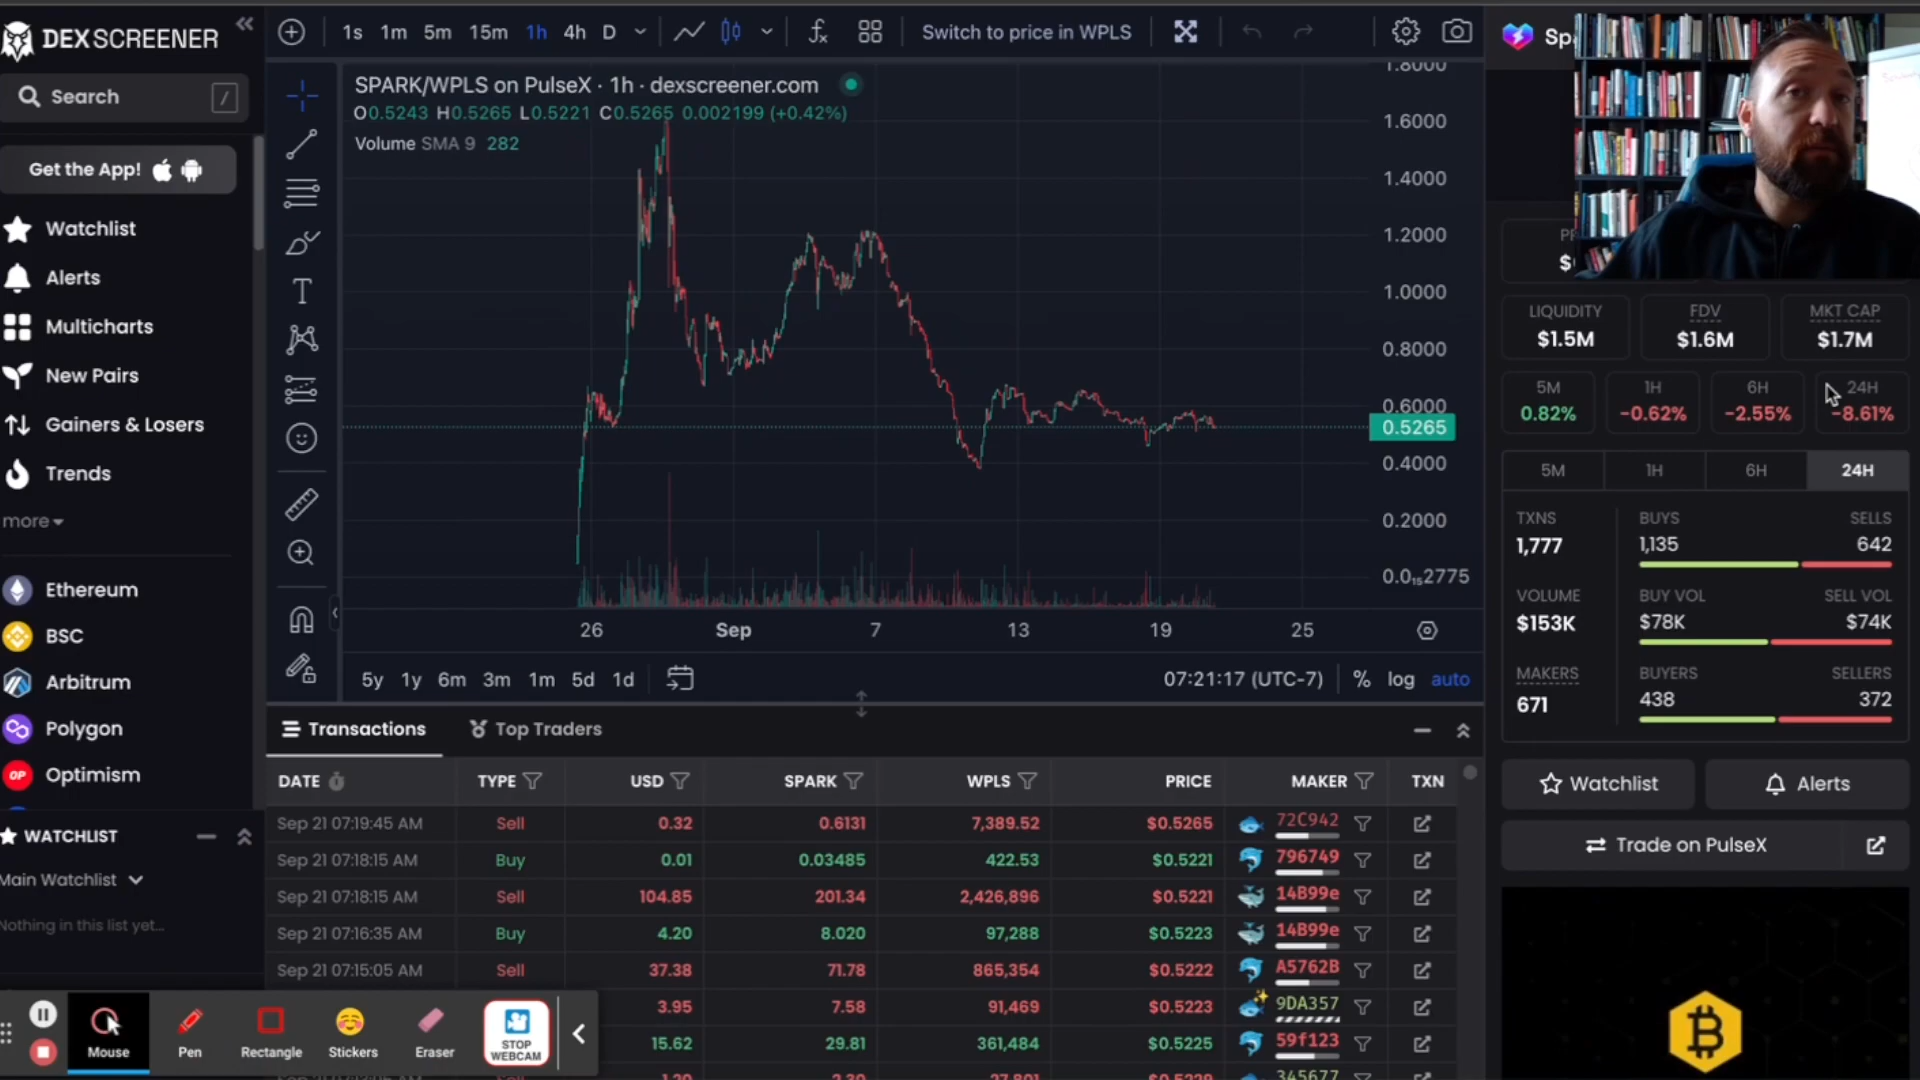 DEX SCREENER
Search /
Get the App!
Watchlist
Alerts
Multicharts
New Pairs
Gainers & Losers
Trends
more
Ethereum
BSC
Arbitrum
Polygon
OP Optimism
WATCHLIST
Main Watchlist
Nothing in this list yet...
1s 1m 5m 15m 1h 4h D
Switch to price in WPLS
SPARK/WPLS on PulseX · 1h · dexscreener.com
O0.5243 H0.5265 L0.5221 C0.5265 0.002199 (+0.42%)
Volume SMA 9 282
1.8000
1.6000
1.4000
1.2000
1.0000
0.8000
0.6000
0.5265
0.4000
0.2000
0.0₁₅2775
26 Sep 7 13 19 25
5y 1y 6m 3m 1m 5d 1d
07:21:17 (UTC-7) % log auto
Transactions Top Traders
DATE TYPE USD SPARK WPLS PRICE MAKER TXN
Sep 21 07:19:45 AM Sell 0.32 0.6131 7,389.52 $0.5265 72C942
Sep 21 07:18:15 AM Buy 0.01 0.03485 422.53 $0.5221 796749
Sep 21 07:18:15 AM Sell 104.85 201.34 2,426,896 $0.5221 14B99e
Sep 21 07:16:35 AM Buy 4.20 8.020 97,288 $0.5223 14B99e
Sep 21 07:15:05 AM Sell 37.38 71.78 865,354 $0.5222 A5762B
3.95 7.58 91,469 $0.5223 9DA357
15.62 29.81 361,484 $0.5225 59f123
345677
Mouse Pen Rectangle Stickers Eraser
STOP
WEBCAM
LIQUIDITY FDV MKT CAP
$1.5M $1.6M $1.7M
5M 1H 6H 24H
0.82% -0.62% -2.55% -8.61%
5M 1H 6H 24H
TXNS BUYS SELLS
1,777 1,135 642
VOLUME BUY VOL SELL VOL
$153K $78K $74K
MAKERS BUYERS SELLERS
671 438 372
Watchlist Alerts
Trade on PulseX